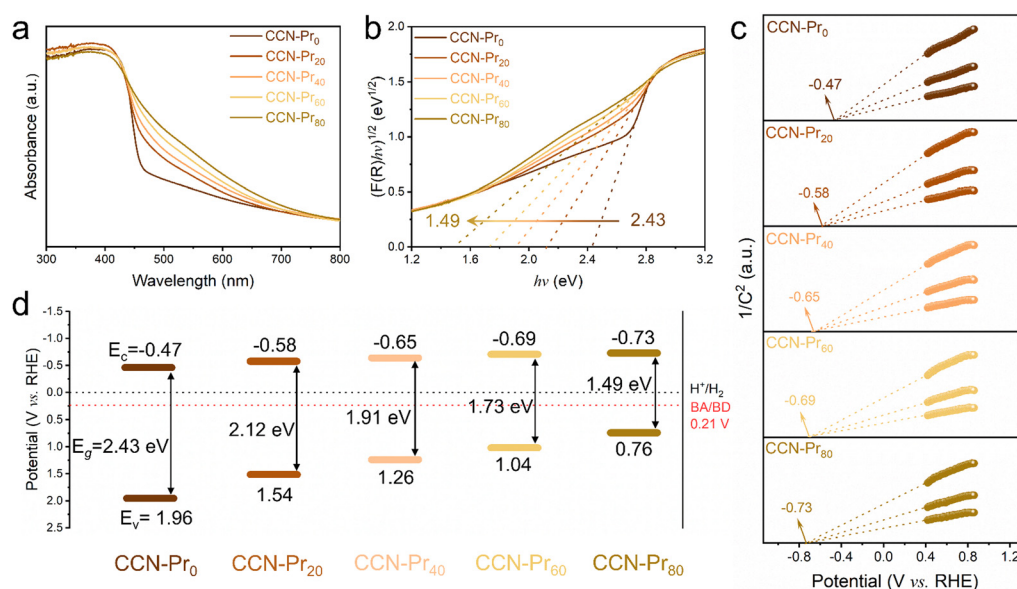 a
CCN-Pr₀
CCN-Pr₂₀
CCN-Pr₄₀
CCN-Pr₆₀
CCN-Pr₈₀
Absorbance (a.u.)
300 400 500 600 700 800
Wavelength (nm)
b
CCN-Pr₀
CCN-Pr₂₀
CCN-Pr₄₀
CCN-Pr₆₀
CCN-Pr₈₀
(F(R)hv)^1/2 (eV^1/2)
2.0
1.5
1.0
0.5
0.0
1.49
2.43
1.2 1.6 2.0 2.4 2.8 3.2
hv (eV)
c
CCN-Pr₀
-0.47
CCN-Pr₂₀
-0.58
CCN-Pr₄₀
-0.65
CCN-Pr₆₀
-0.69
CCN-Pr₈₀
-0.73
1/C² (a.u.)
-0.8 -0.4 0.0 0.4 0.8 1.2
Potential (V vs. RHE)
d
Potential (V vs. RHE)
-1.5
-1.0
-0.5
0.0
0.5
1.0
1.5
2.0
2.5
E_c=-0.47
-0.58
-0.65
-0.69
-0.73
E_g=2.43 eV
2.12 eV
1.91 eV
1.73 eV
1.49 eV
E_v= 1.96
1.54
1.26
1.04
0.76
H⁺/H₂
BA/BD
0.21 V
CCN-Pr₀
CCN-Pr₂₀
CCN-Pr₄₀
CCN-Pr₆₀
CCN-Pr₈₀